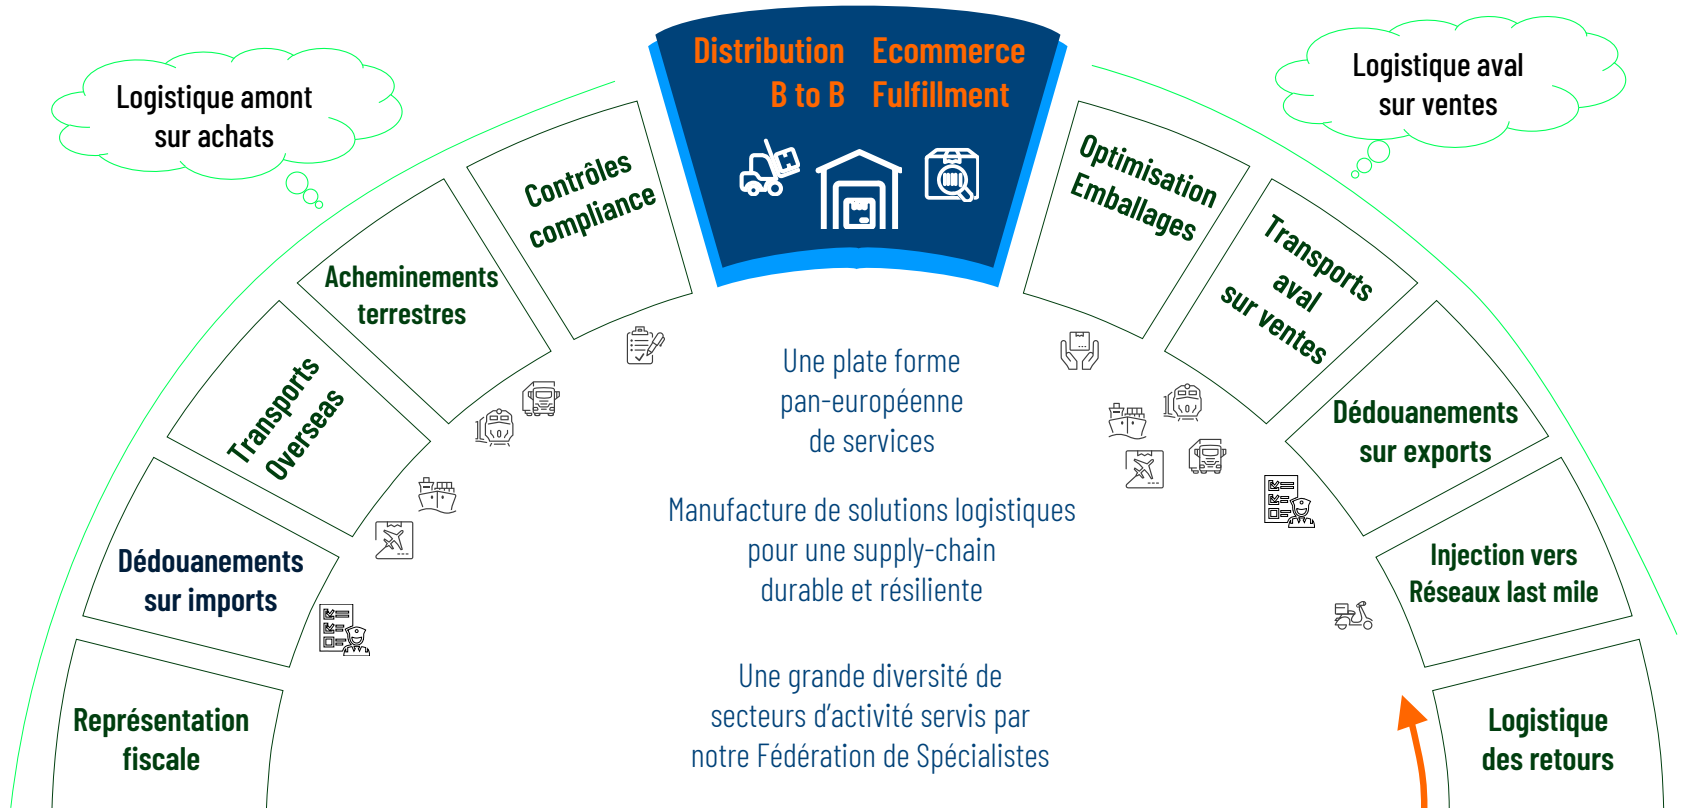 Logistique amont
sur achats
Distribution
B to B
Ecommerce
Fulfillment
Logistique aval
sur ventes
Représentation
fiscale
Dédouanements
sur imports
Transports
Overseas
Acheminements
terrestres
Contrôles
compliance
Optimisation
Emballages
Transports
aval
sur ventes
Dédouanements
sur exports
Injection vers
Réseaux last mile
Logistique
des retours
Une plate forme
pan-européenne
de services
Manufacture de solutions logistiques
pour une supply-chain
durable et résiliente
Une grande diversité de
secteurs d’activité servis par
notre Fédération de Spécialistes